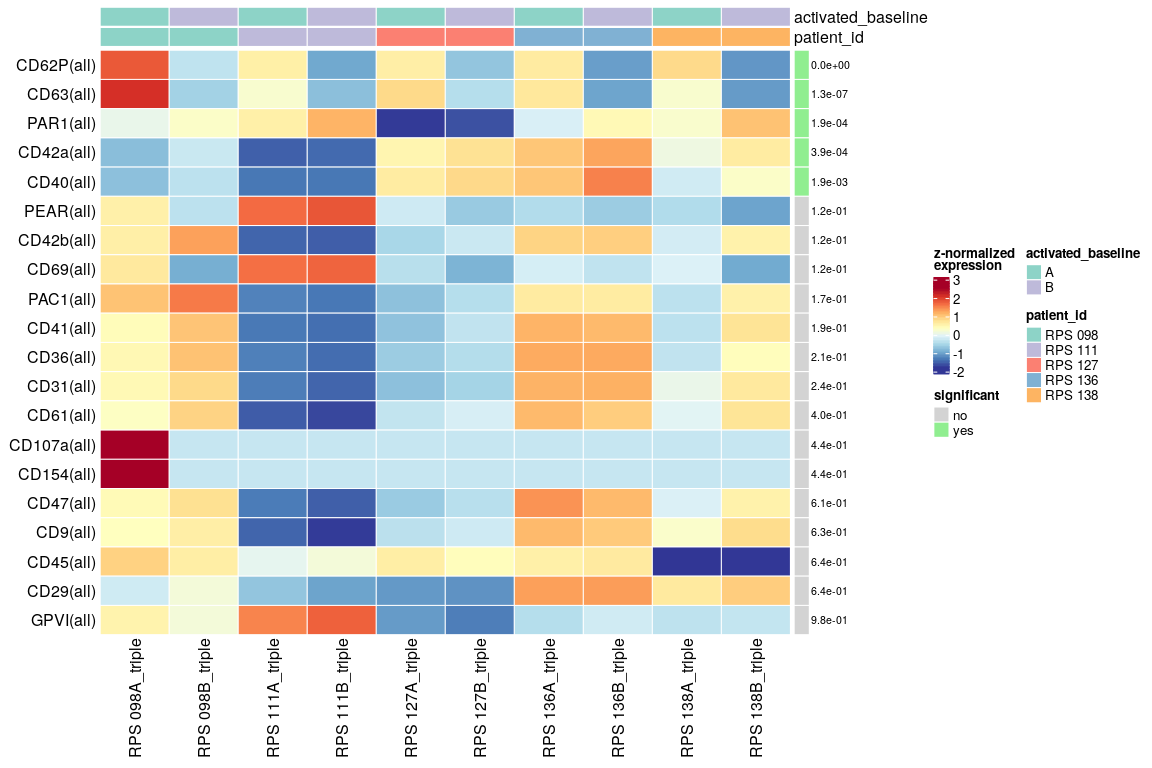 activated_baseline
patient_id
CD62P(all) 0.0e+00
CD63(all) 1.3e-07
PAR1(all) 1.9e-04
CD42a(all) 3.9e-04
CD40(all) 1.9e-03
PEAR(all) 1.2e-01
CD42b(all) 1.2e-01
CD69(all) 1.2e-01
PAC1(all) 1.7e-01
CD41(all) 1.9e-01
CD36(all) 2.1e-01
CD31(all) 2.4e-01
CD61(all) 4.0e-01
CD107a(all) 4.4e-01
CD154(all) 4.4e-01
CD47(all) 6.1e-01
CD9(all) 6.3e-01
CD45(all) 6.4e-01
CD29(all) 6.4e-01
GPVI(all) 9.8e-01
RPS 098A_triple
RPS 098B_triple
RPS 111A_triple
RPS 111B_triple
RPS 127A_triple
RPS 127B_triple
RPS 136A_triple
RPS 136B_triple
RPS 138A_triple
RPS 138B_triple
z-normalized
expression
3
2
1
0
-1
-2
significant
no
yes
activated_baseline
A
B
patient_id
RPS 098
RPS 111
RPS 127
RPS 136
RPS 138